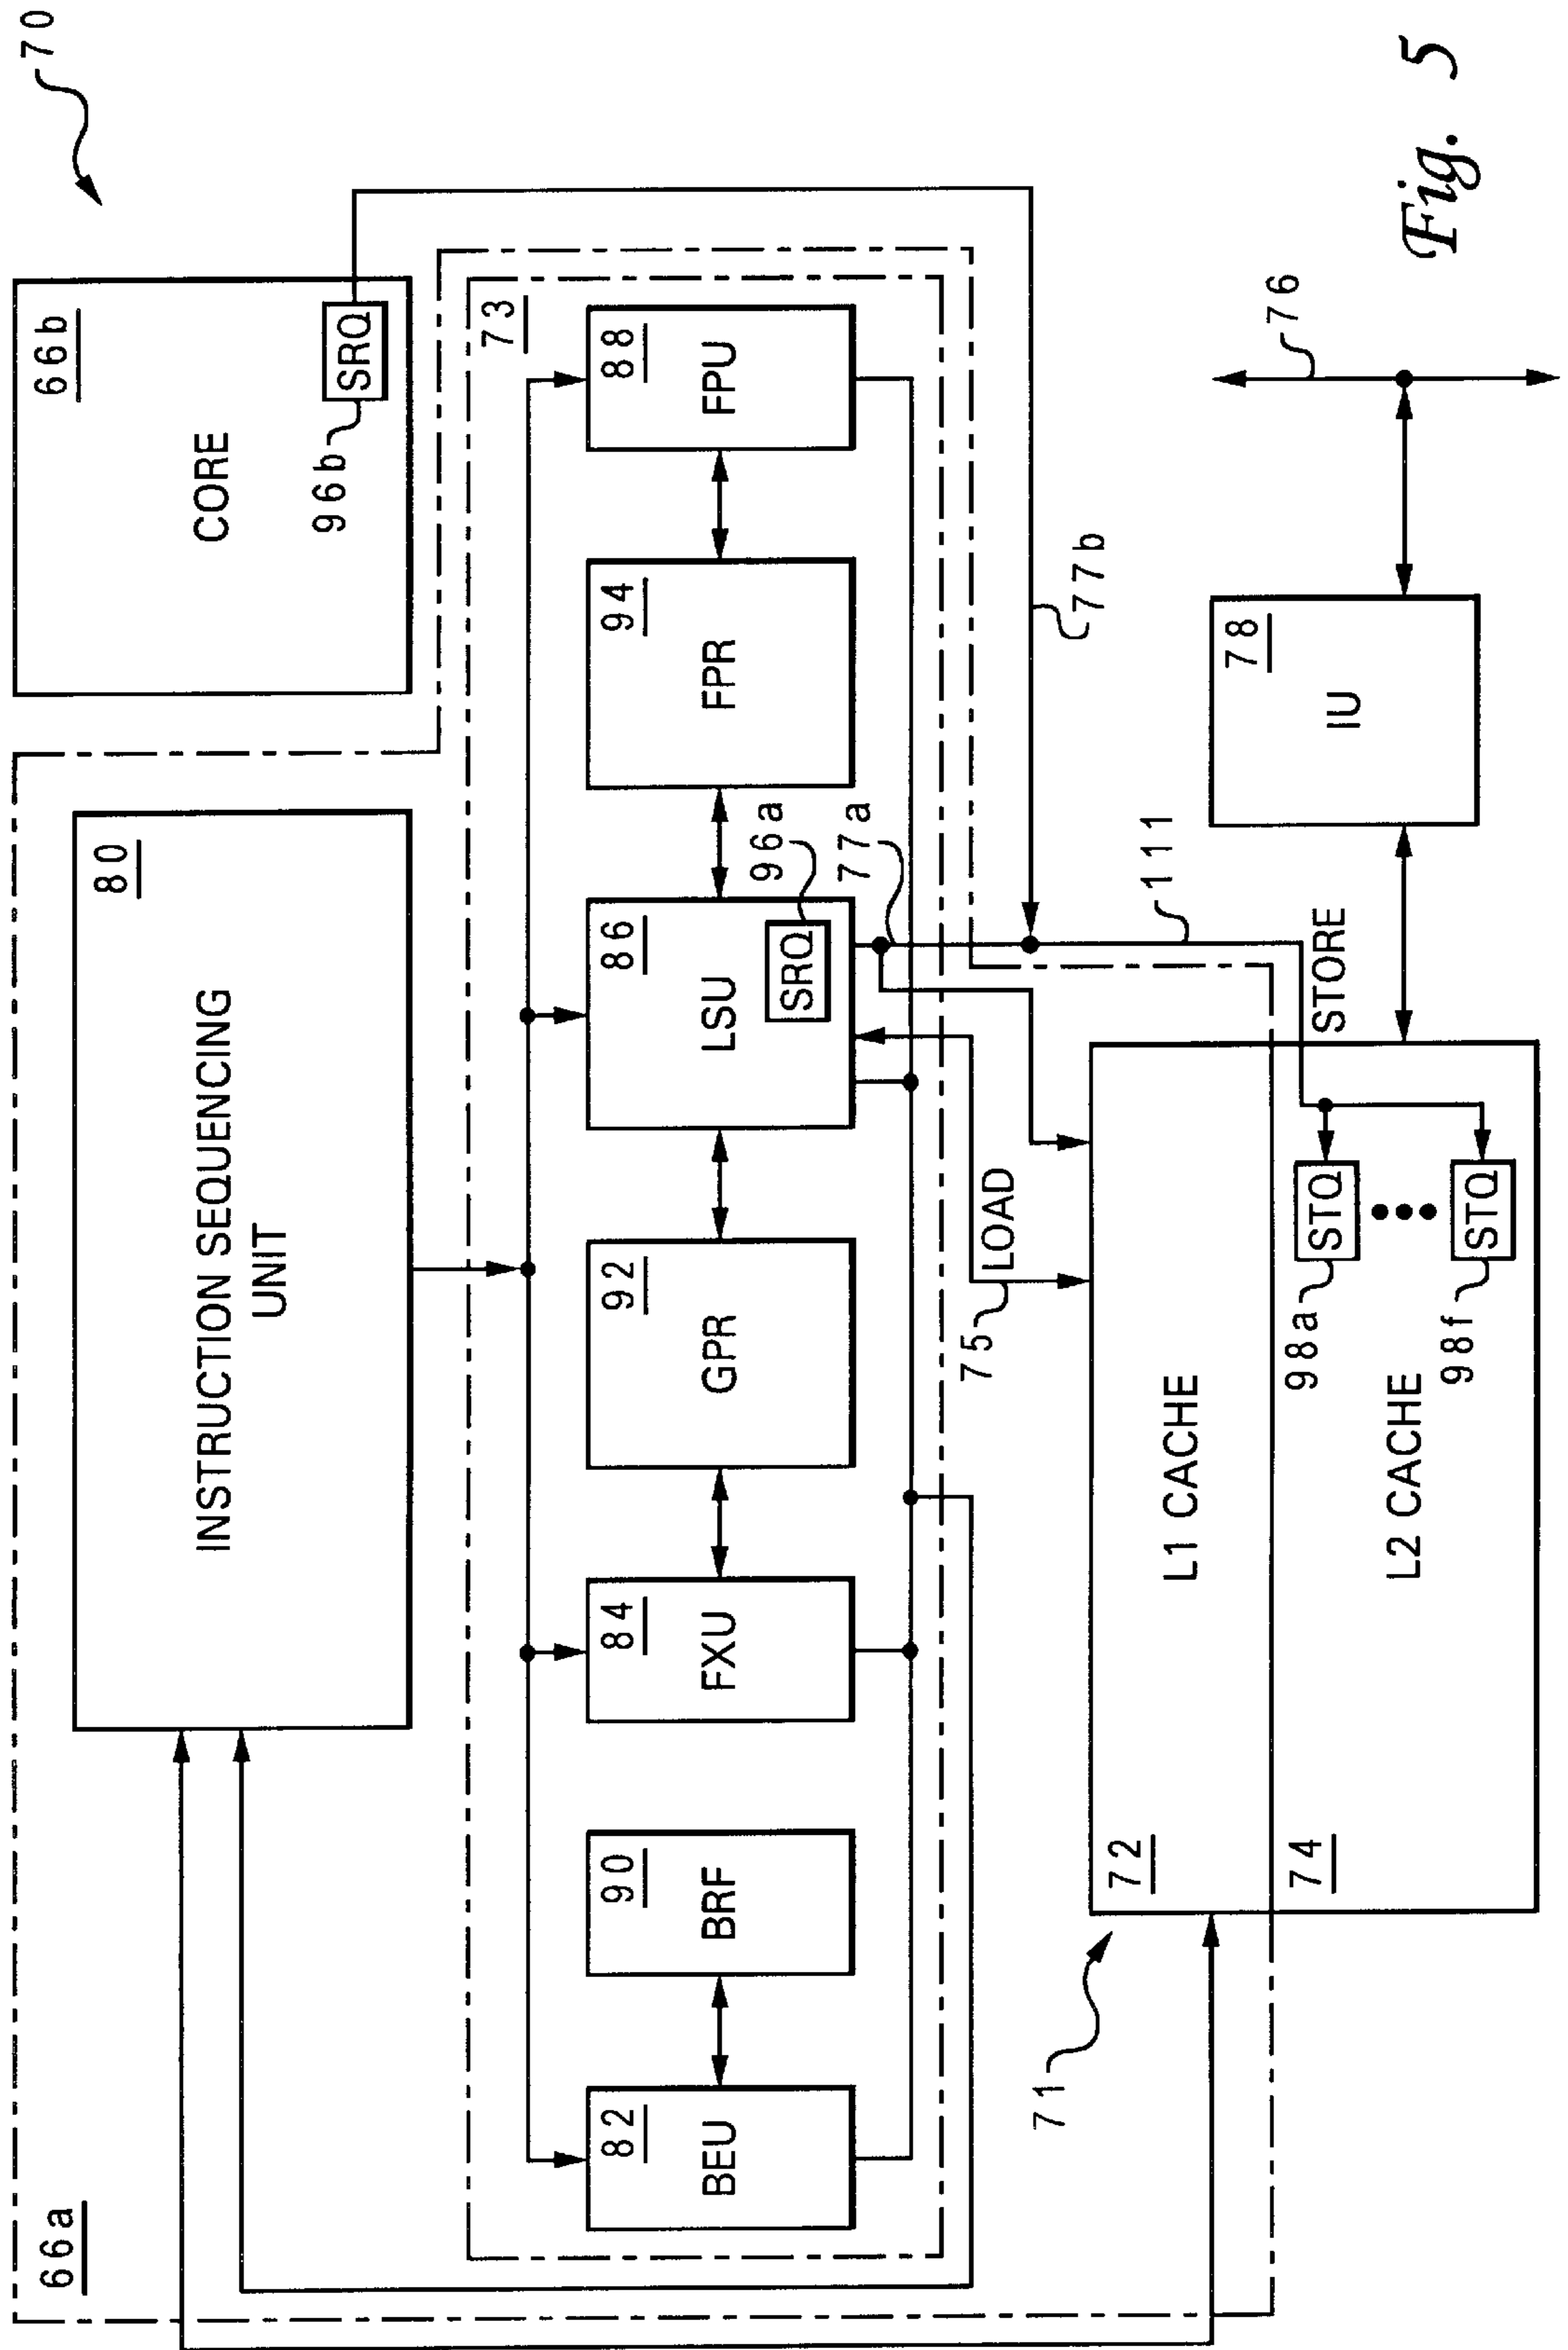 70
66a
80
INSTRUCTION SEQUENCING
UNIT
66b
CORE
96b
SRQ
73
82
BEU
90
BRF
84
FXU
92
GPR
86
LSU
SRQ
96a
77a
94
FPR
88
FPU
75
LOAD
77b
111
STORE
71
72
L1 CACHE
74
L2 CACHE
98a
STQ
98f
STQ
78
IU
76
Fig. 5